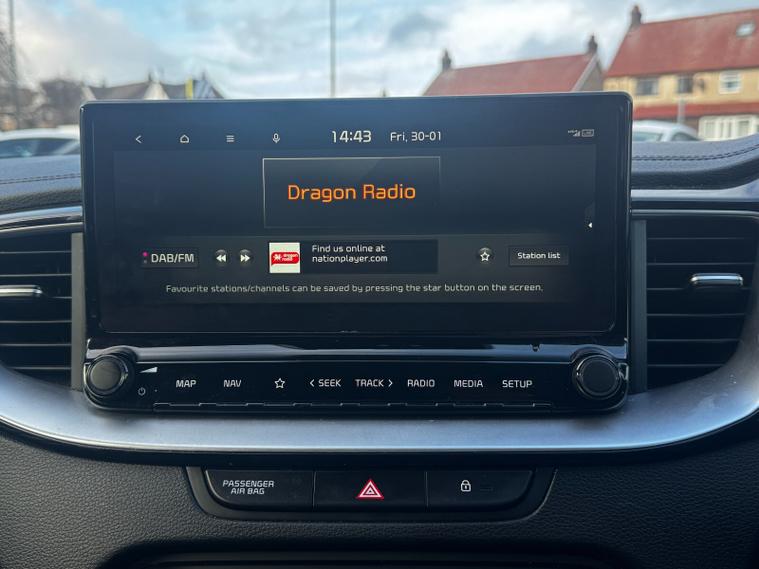 14:43 Fri, 30-01
Dragon Radio
DAB/FM
dragon
radio
Find us online at
nationplayer.com
Station list
Favourite stations/channels can be saved by pressing the star button on the screen.
MAP NAV SEEK TRACK RADIO MEDIA SETUP
PASSENGER
AIR BAG